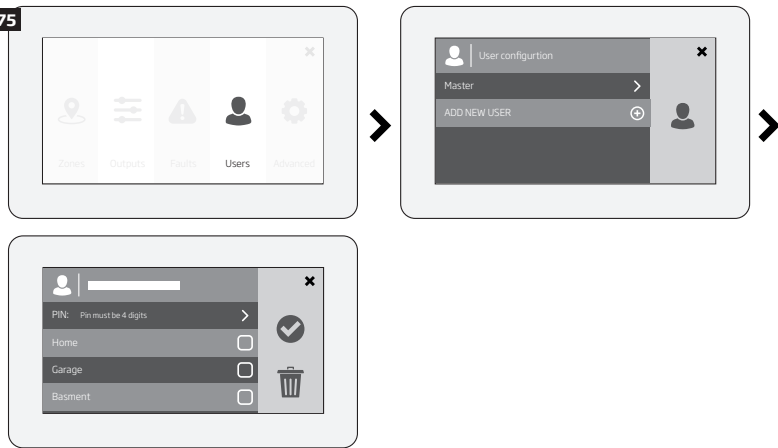 75
Zones Outputs Faults Users Advanced
User configurtion
Master
ADD NEW USER
PIN: Pin must be 4 digits
Home
Garage
Basment